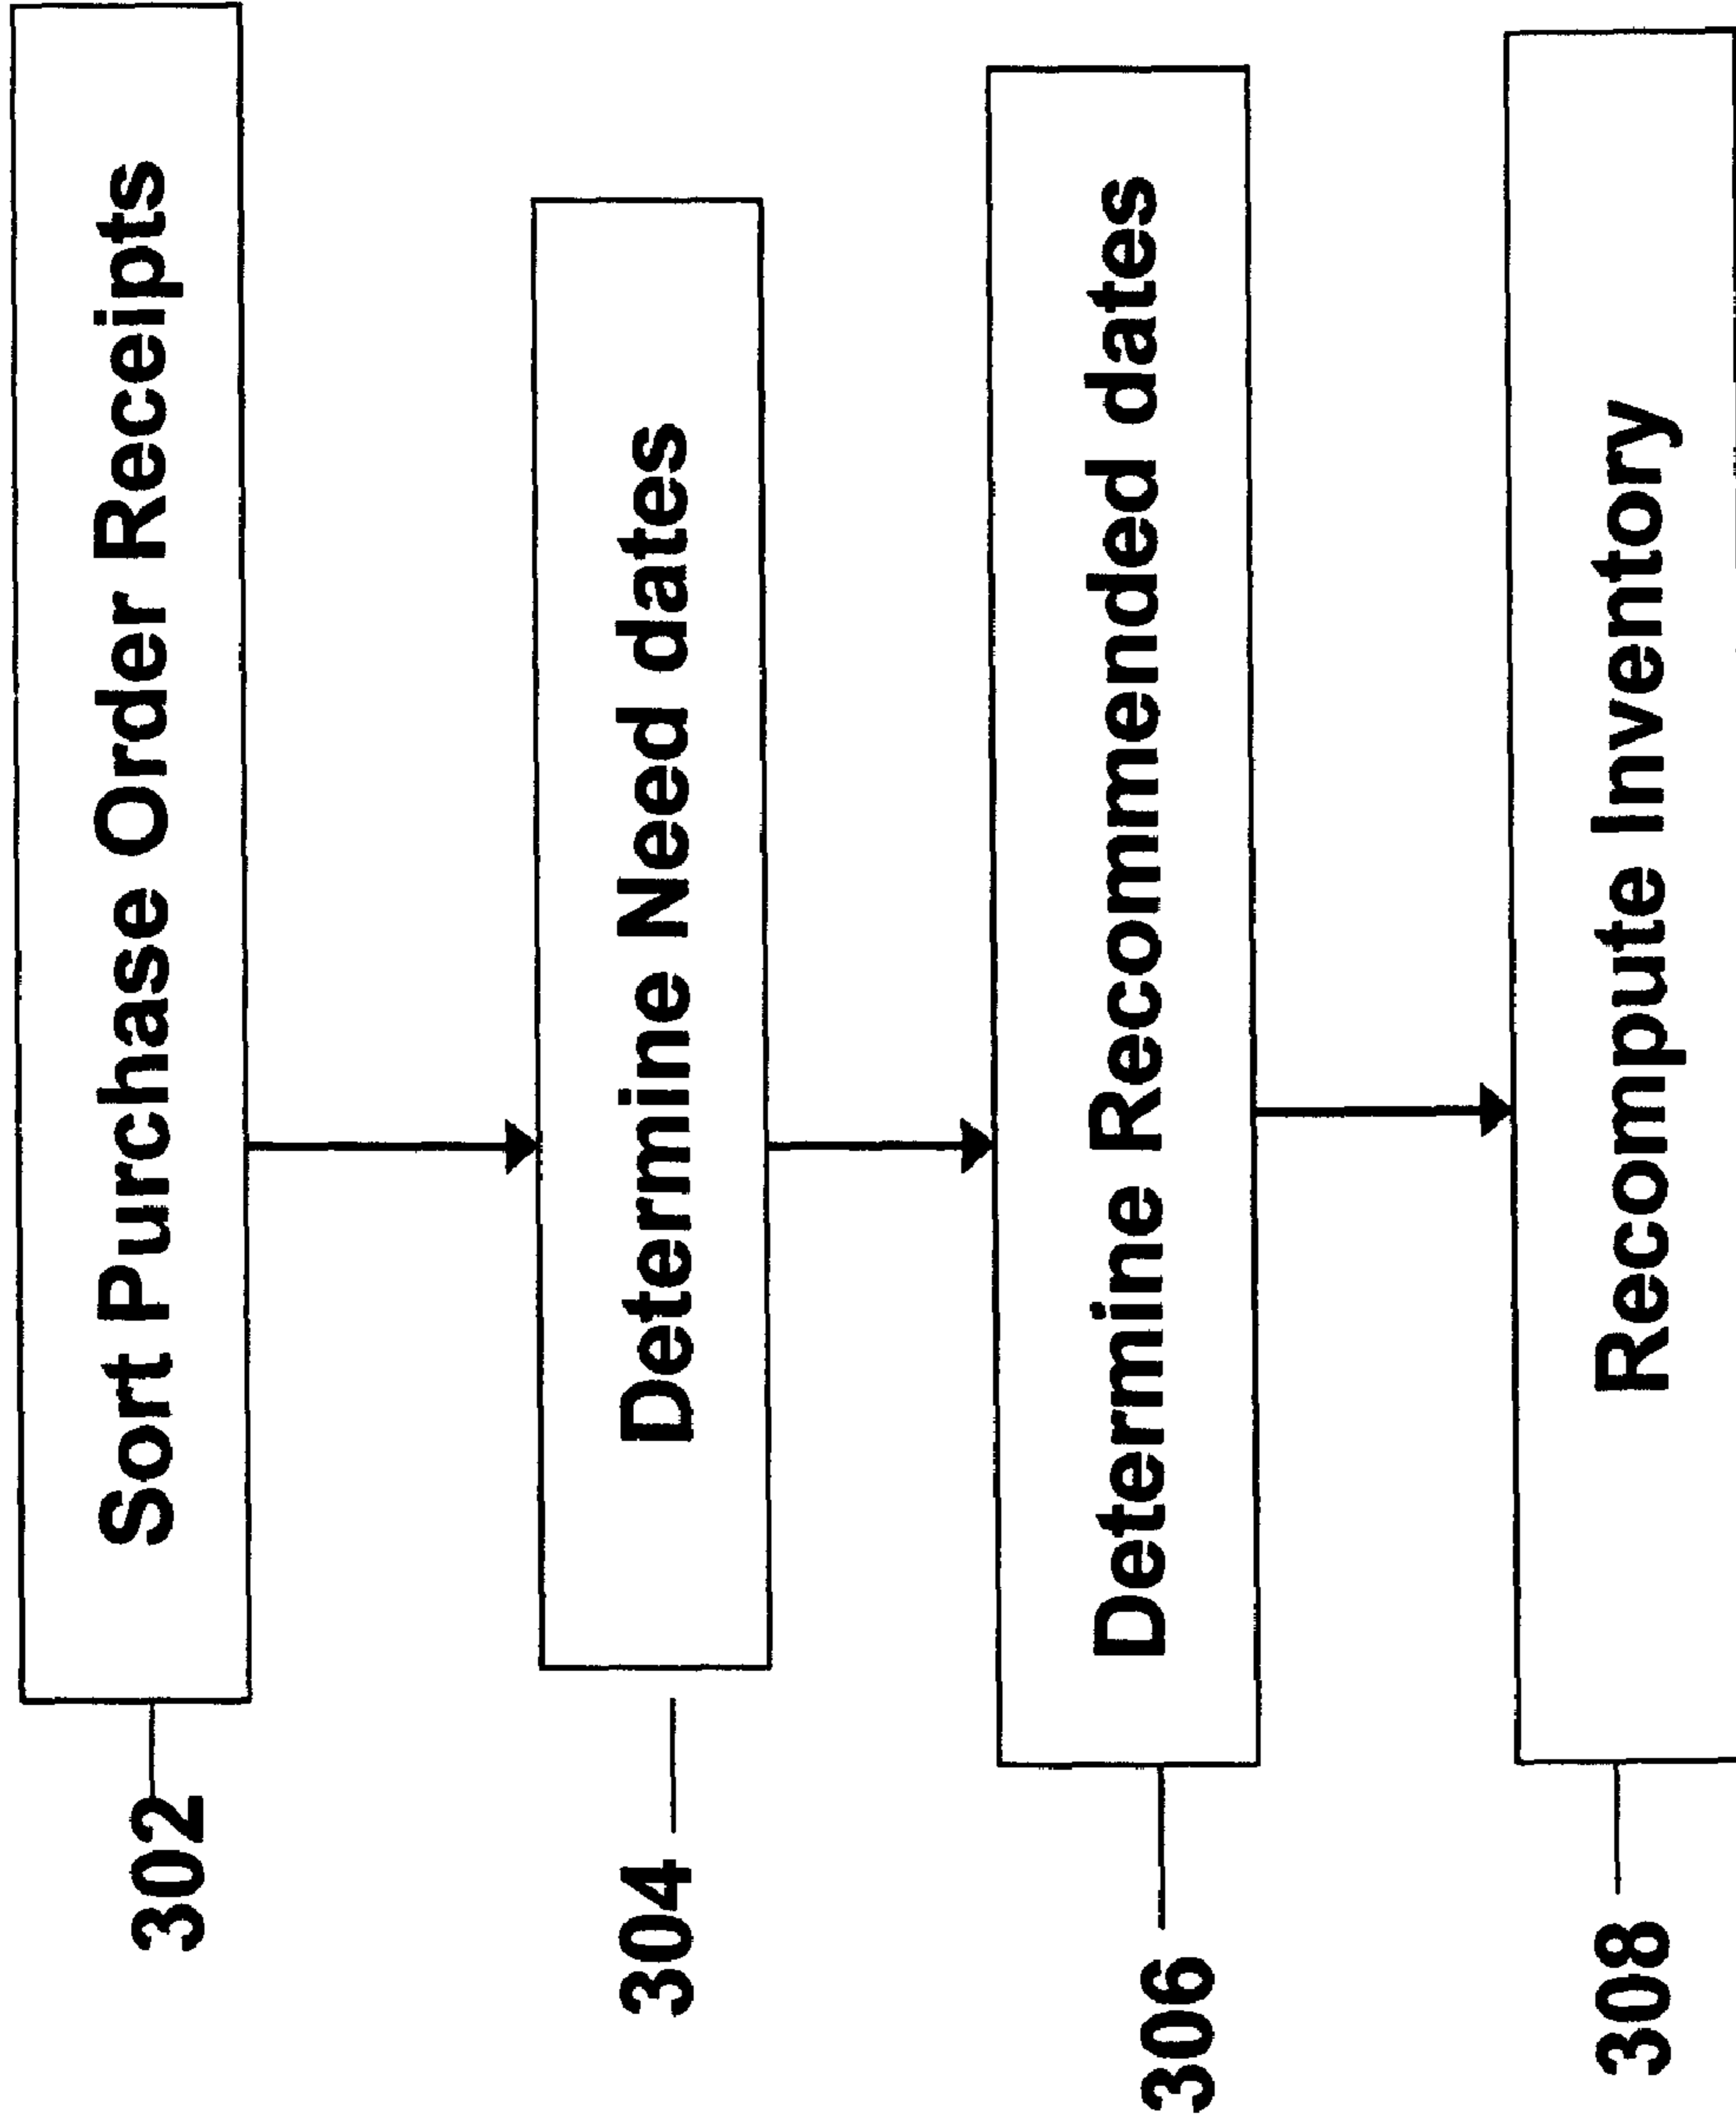 302 Sort Purchase Order Receipts
304 Determine Need dates
306 Determine Recommended dates
308 Recompute Inventory